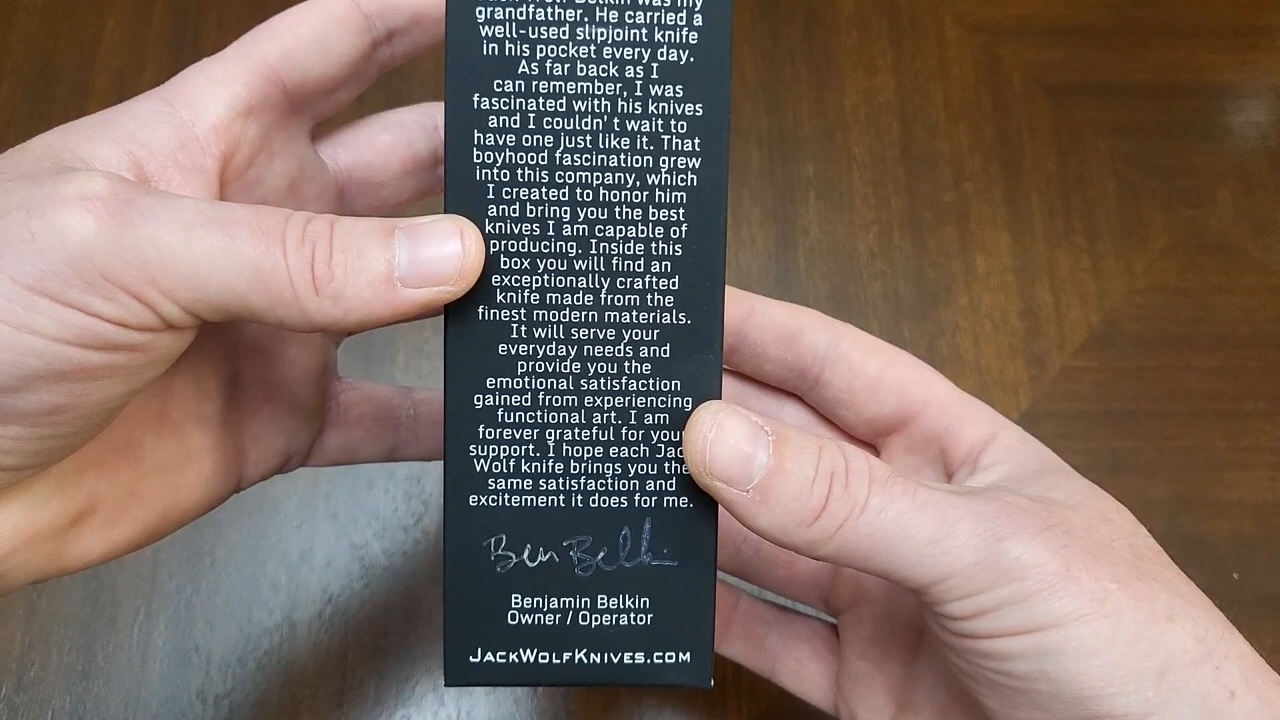 Jack Wolf Belkin was my
grandfather. He carried a
well-used slipjoint knife
in his pocket every day.
As far back as I
can remember, I was
fascinated with his knives
and I couldn't wait to
have one just like it. That
boyhood fascination grew
into this company, which
I created to honor him
and bring you the best
knives I am capable of
producing. Inside this
box you will find an
exceptionally crafted
knife made from the
finest modern materials.
It will serve your
everyday needs and
provide you the
emotional satisfaction
gained from experiencing
functional art. I am
forever grateful for your
support. I hope each Jac
Wolf knife brings you the
same satisfaction and
excitement it does for me.
Ben Belkin
Benjamin Belkin
Owner / Operator
JackWolfKnives.com